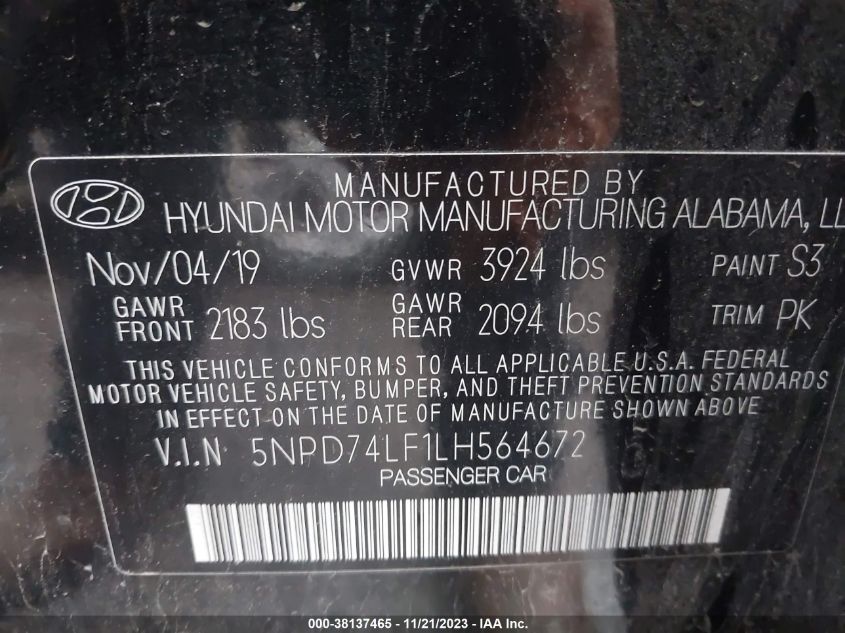 MANUFACTURED BY
HYUNDAI MOTOR MANUFACTURING ALABAMA, LL
Nov/04/19 GVWR 3924 lbs PAINT S3
GAWR FRONT 2183 lbs GAWR REAR 2094 lbs TRIM PK
THIS VEHICLE CONFORMS TO ALL APPLICABLE U.S.A. FEDERAL
MOTOR VEHICLE SAFETY, BUMPER, AND THEFT PREVENTION STANDARDS
IN EFFECT ON THE DATE OF MANUFACTURE SHOWN ABOVE
V.I.N 5NPD74LF1LH564672
PASSENGER CAR
000-38137465 - 11/21/2023 - IAA Inc.